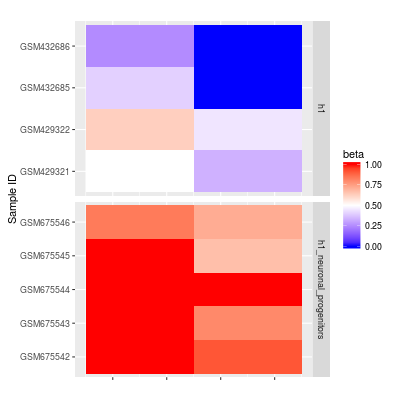 Sample ID
GSM432686
GSM432685
GSM429322
GSM429321
h1
GSM675546
GSM675545
GSM675544
GSM675543
GSM675542
h1_neuronal_progenitors
beta
1.00
0.75
0.50
0.25
0.00